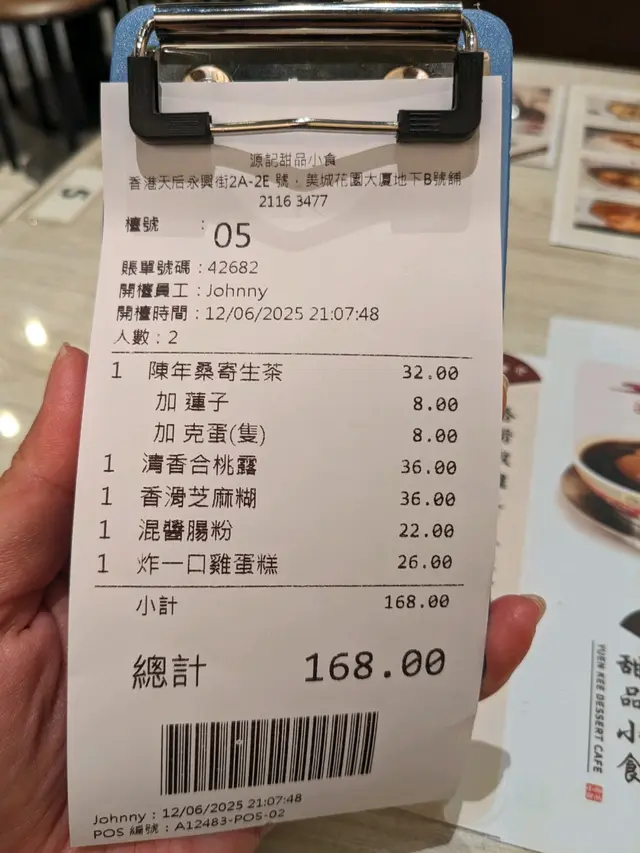 源記甜品小食
香港天后永興街2A-2E 號,美城花園大廈地下B號舖
2116 3477
檯號 : 05
賬單號碼 : 42682
開檯員工 : Johnny
開檯時間 : 12/06/2025 21:07:48
人數 : 2
1 陳年桑寄生茶 32.00
加 蓮子 8.00
加 克蛋(隻) 8.00
1 清香合桃露 36.00
1 香滑芝麻糊 36.00
1 混醬腸粉 22.00
1 炸一口雞蛋糕 26.00
小計 168.00
總計 168.00
Johnny : 12/06/2025 21:07:48
POS 編號 : A12483-POS-02
5
甜品小食
YUEN KEE DESSERT CAFE